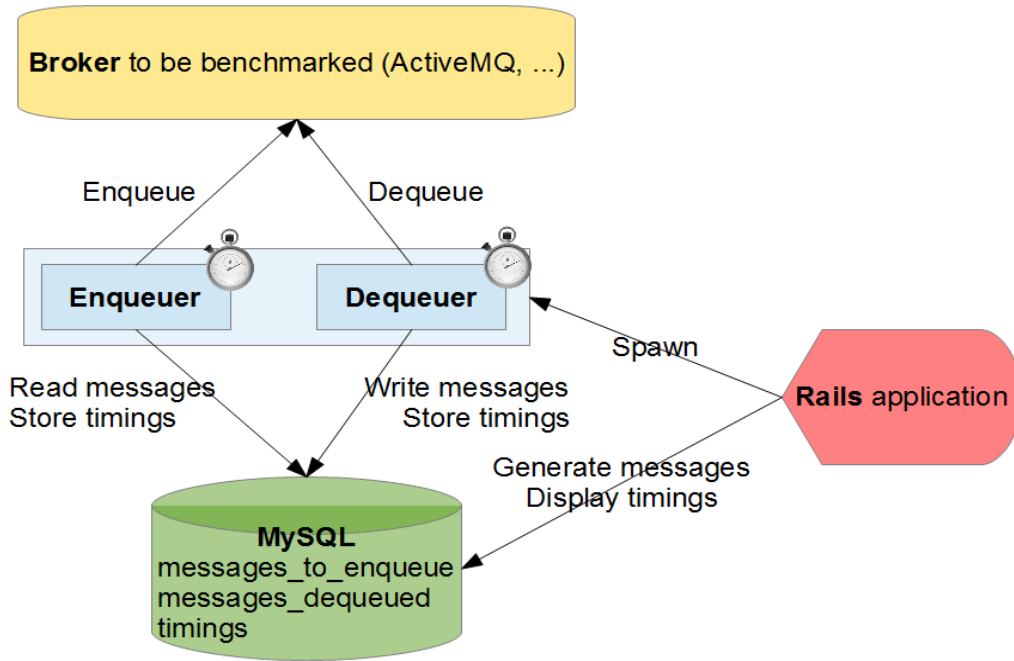 Broker to be benchmarked (ActiveMQ, ...)
Enqueue
Dequeue
Enqueuer
Dequeuer
Spawn
Rails application
Read messages
Store timings
Write messages
Store timings
Generate messages
Display timings
MySQL
messages_to_enqueue
messages_dequeued
timings